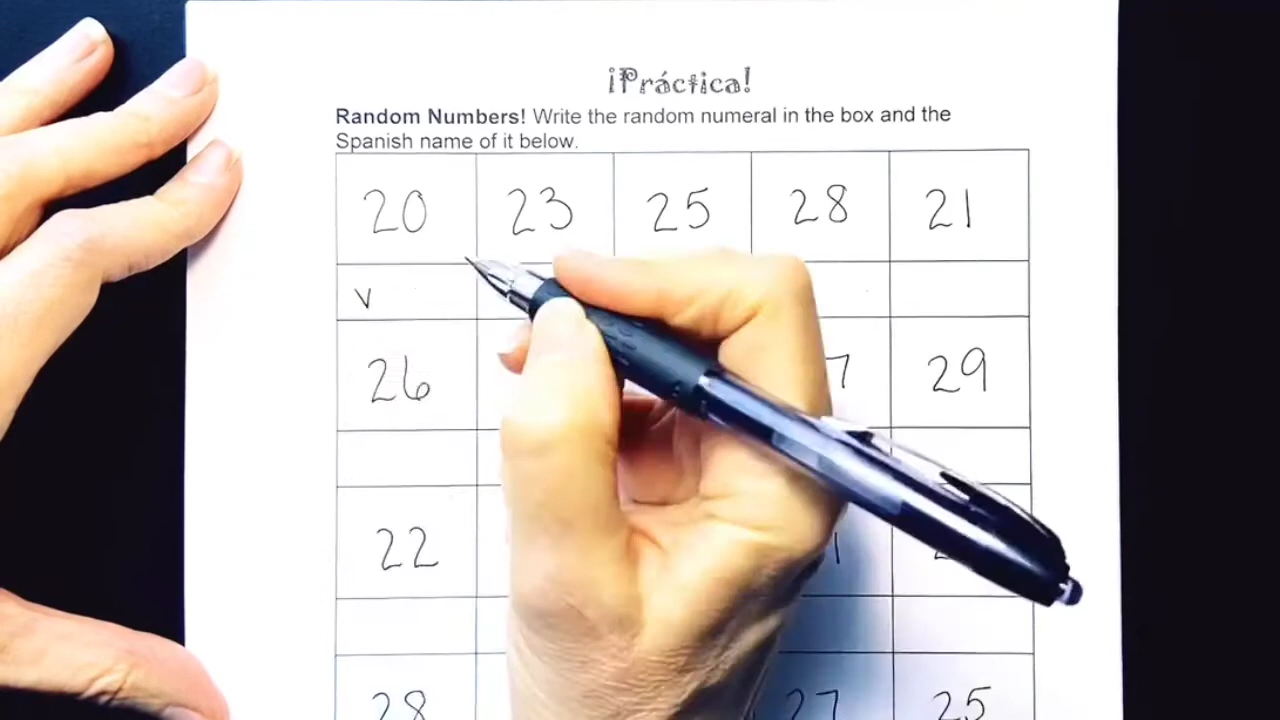 ¡Práctica!
Random Numbers! Write the random numeral in the box and the
Spanish name of it below.
20 23 25 28 21
v
26 29
22
28 27 25